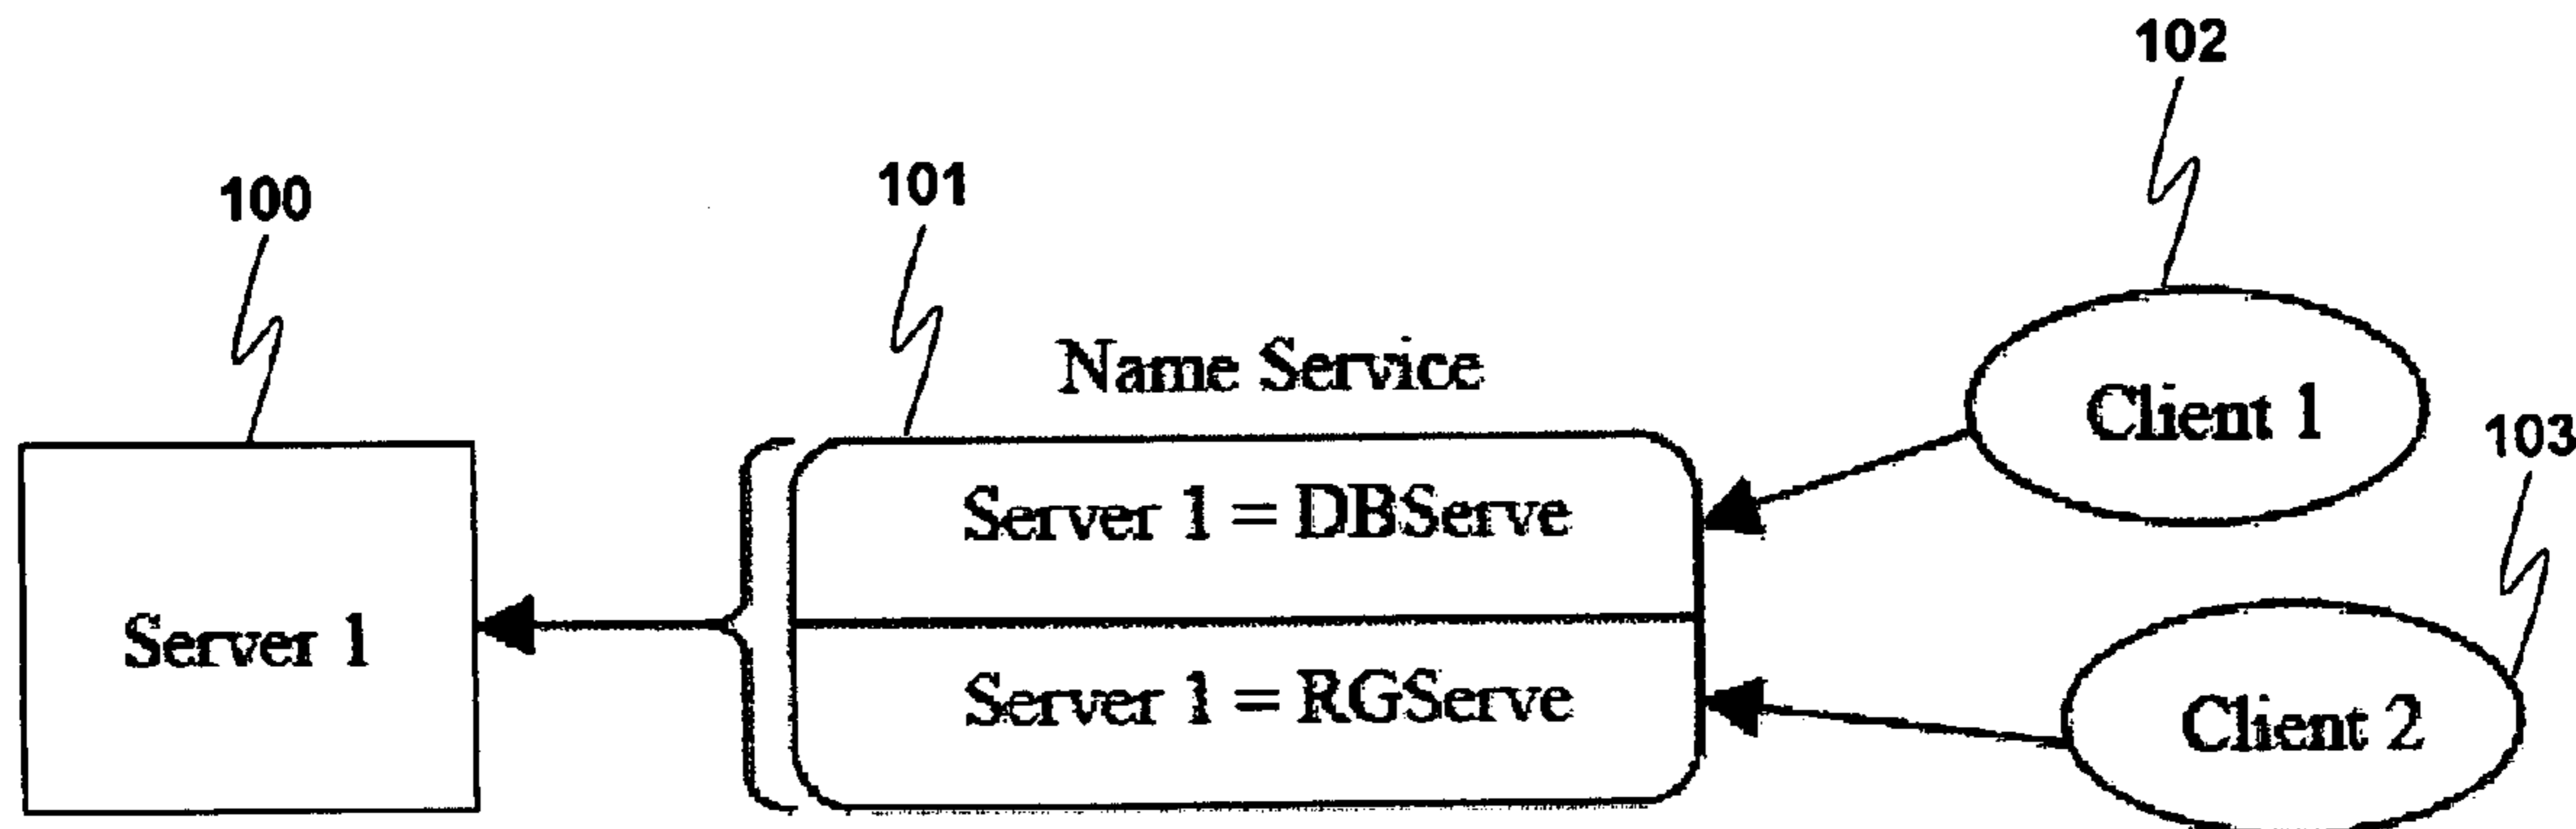 102
100
101
Name Service
Client 1
103
Server 1 = DBServe
Server 1
Server 1 = RGServe
Client 2